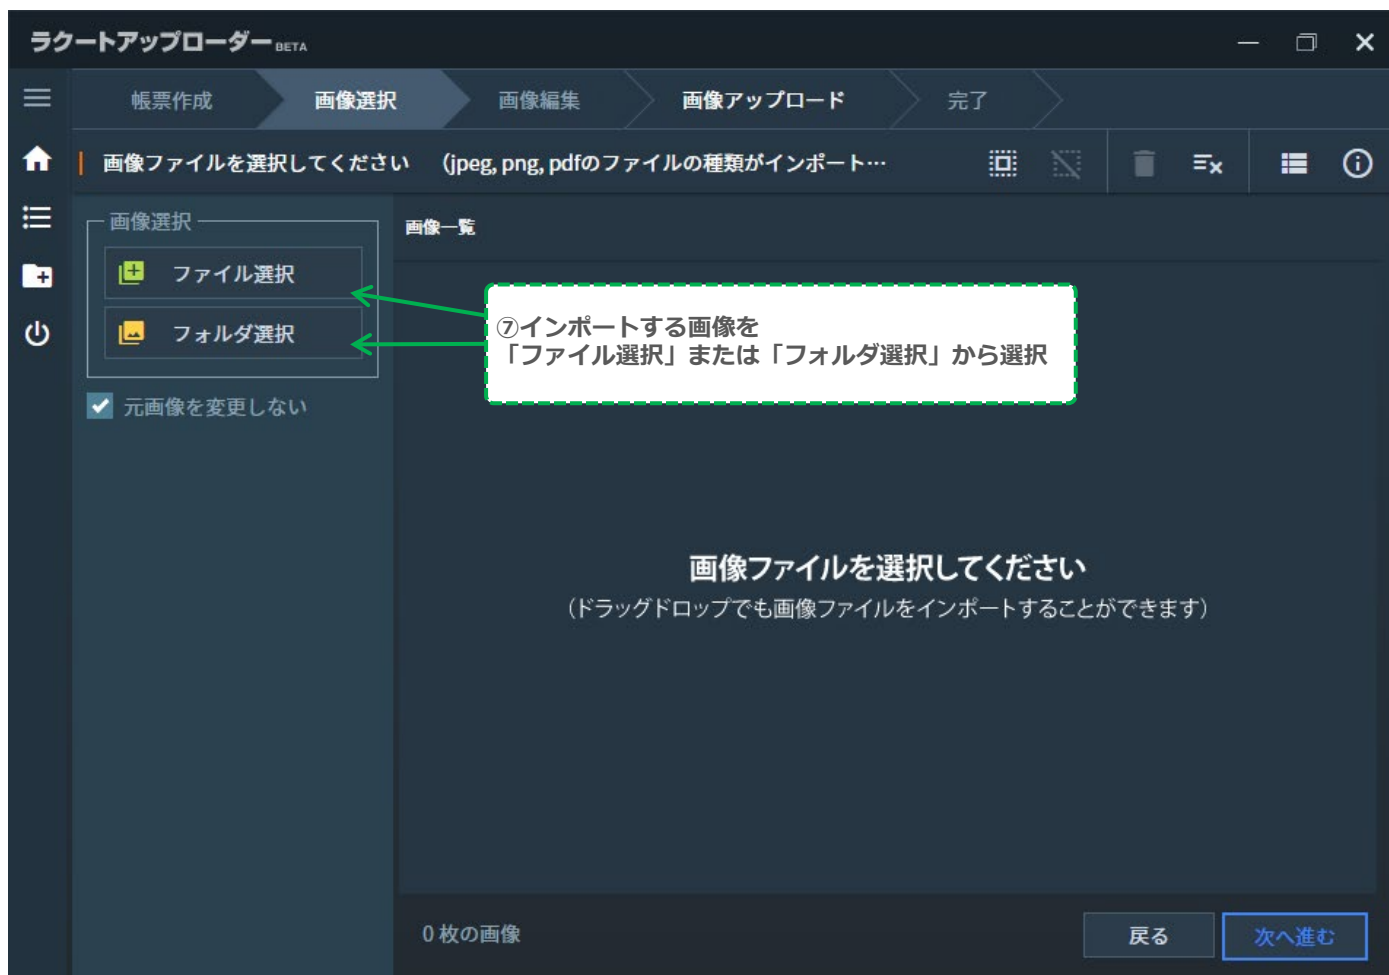 ラクートアップローダー BETA
帳票作成 画像選択 画像編集 画像アップロード 完了
画像ファイルを選択してください （jpeg, png, pdfのファイルの種類がインポート…
画像選択
ファイル選択
フォルダ選択
元画像を変更しない
画像一覧
⑦インポートする画像を
「ファイル選択」または「フォルダ選択」から選択
画像ファイルを選択してください
（ドラッグドロップでも画像ファイルをインポートすることができます）
0 枚の画像
戻る
次へ進む